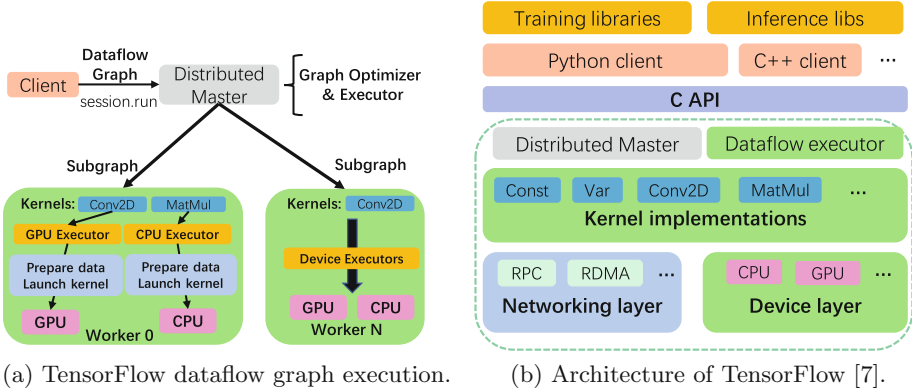 Dataflow
Graph
Client
session.run
Distributed
Master
Graph Optimizer
& Executor
Subgraph
Subgraph
Kernels: Conv2D MatMul
GPU Executor CPU Executor
Prepare data
Launch kernel
Prepare data
Launch kernel
GPU CPU
Worker 0
Kernels: Conv2D
Device Executors
GPU CPU
Worker N
(a) TensorFlow dataflow graph execution.
Training libraries Inference libs
Python client C++ client ...
C API
Distributed Master Dataflow executor
Const Var Conv2D MatMul ...
Kernel implementations
RPC RDMA ...
Networking layer
CPU GPU ...
Device layer
(b) Architecture of TensorFlow [7].